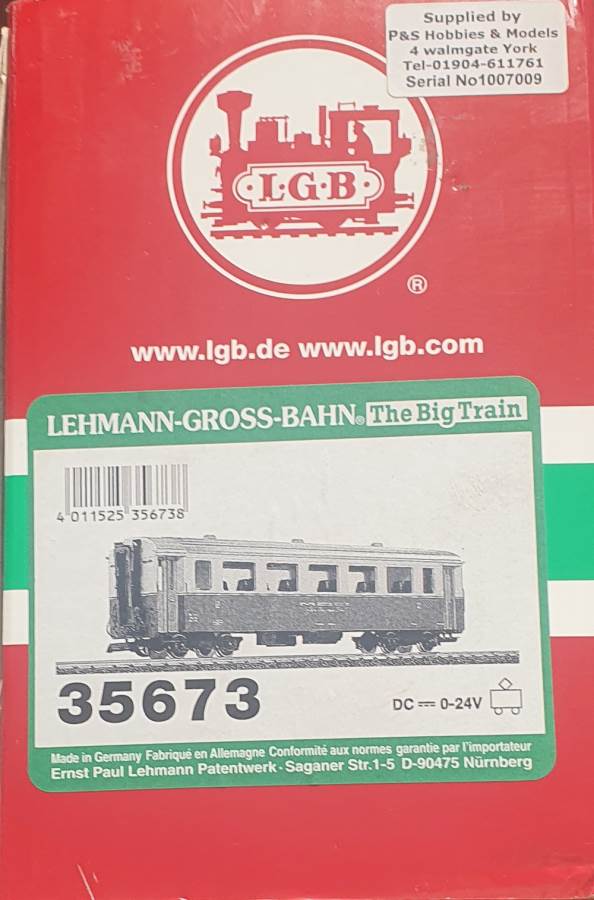 Supplied by
P&S Hobbies & Models
4 walmgate York
Tel-01904-611761
Serial No1007009
L·G·B
®
www.lgb.de www.lgb.com
LEHMANN-GROSS-BAHN® The Big Train
4 011525 356738
35673
DC 0-24V
Made in Germany Fabriqué en Allemagne Conformité aux normes garantie par l'importateur
Ernst Paul Lehmann Patentwerk · Saganer Str.1-5 D-90475 Nürnberg